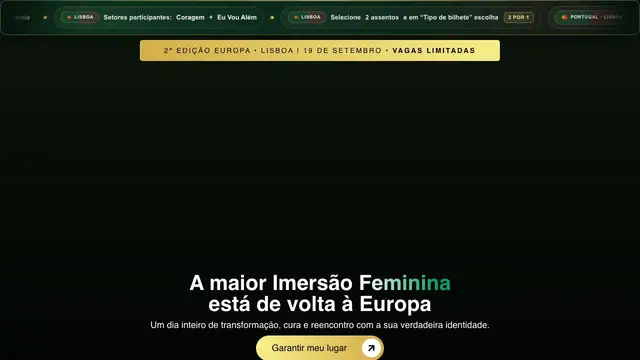 LISBOA Setores participantes: Coragem • Eu Vou Além • LISBOA Selecione 2 assentos e em "Tipo de bilhete" escolha 2 POR 1 • PORTUGAL · LISBOA
2ª EDIÇÃO EUROPA • LISBOA | 19 DE SETEMBRO • VAGAS LIMITADAS
A maior Imersão Feminina
está de volta à Europa
Um dia inteiro de transformação, cura e reencontro com a sua verdadeira identidade.
Garantir meu lugar